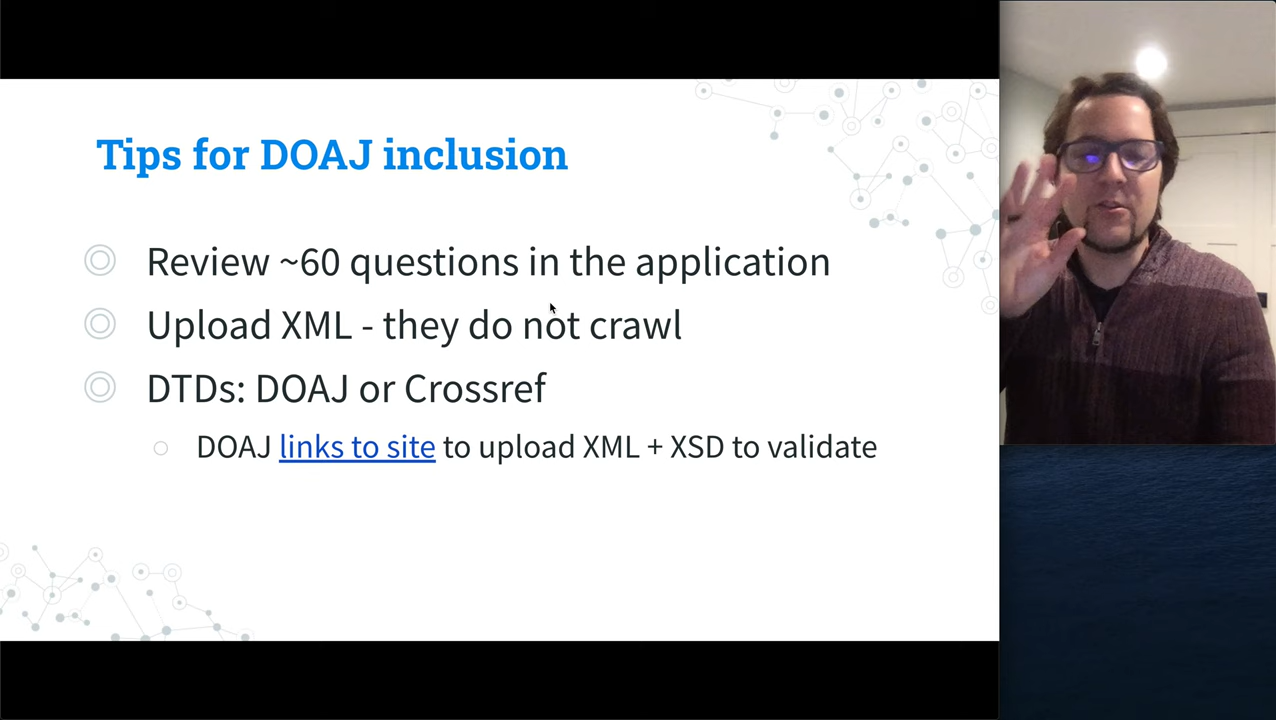 Tips for DOAJ inclusion
Review ~60 questions in the application
Upload XML - they do not crawl
DTDs: DOAJ or Crossref
DOAJ links to site to upload XML + XSD to validate